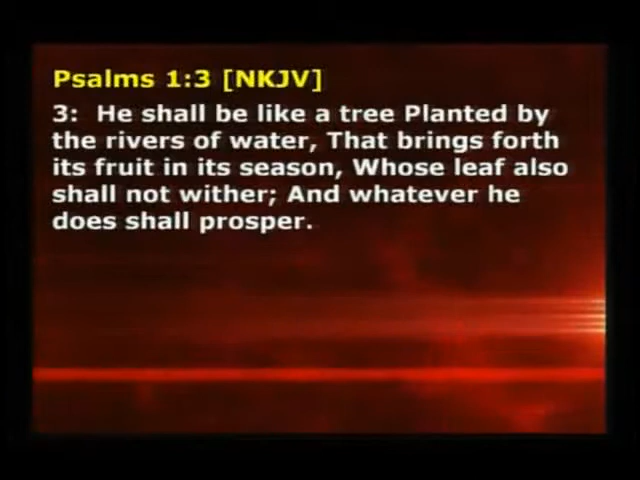 Psalms 1:3 [NKJV]
3:  He shall be like a tree Planted by
the rivers of water, That brings forth
its fruit in its season, Whose leaf also
shall not wither; And whatever he
does shall prosper.